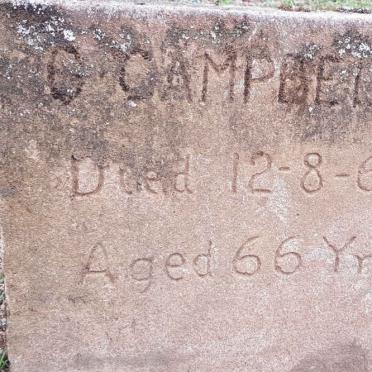 G CAMPBEL
Died 12-8-6
Aged 66 Yr